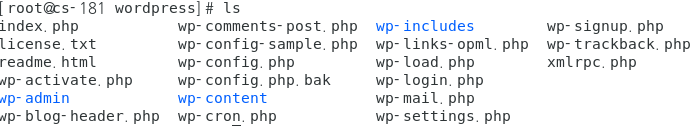 [root@cs-181 wordpress]# ls
index.php wp-comments-post.php wp-includes wp-signup.php
license.txt wp-config-sample.php wp-links-opml.php wp-trackback.php
readme.html wp-config.php wp-load.php xmlrpc.php
wp-activate.php wp-config.php.bak wp-login.php
wp-admin wp-content wp-mail.php
wp-blog-header.php wp-cron.php wp-settings.php